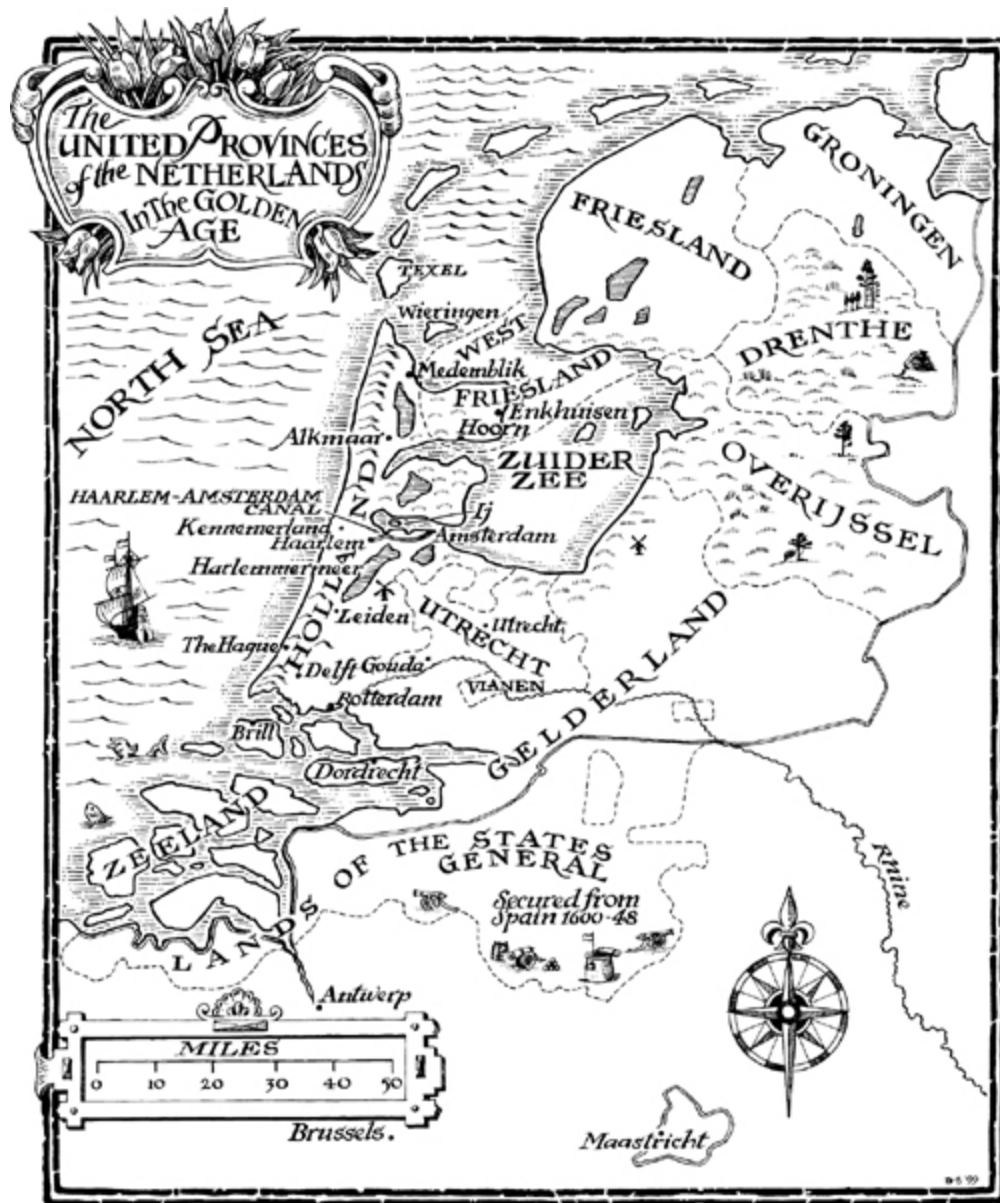 The
UNITED PROVINCES
of the NETHERLANDS
In The GOLDEN
AGE
GRONINGEN
FRIESLAND
TEXEL
Wieringen
NORTH SEA
WEST
FRIESLAND
DRENTHE
Medemblik
Enkhuisen
Hoorn
Alkmaar
ZUIDER
ZEE
OVERIJSSEL
HAARLEM-AMSTERDAM
CANAL
Ij
Kennemerland
Haarlem
Amsterdam
Harlemmermeer
HOLLAND
Leiden
UTRECHT
Utrecht
The Hague
Delft
Gouda
VIANEN
Rotterdam
GELDERLAND
Brill
Dordrecht
ZEELAND
LANDS OF THE STATES
GENERAL
Rhine
Secured from
Spain 1600-48
Antwerp
MILES
0 10 20 30 40 50
Brussels.
Maastricht